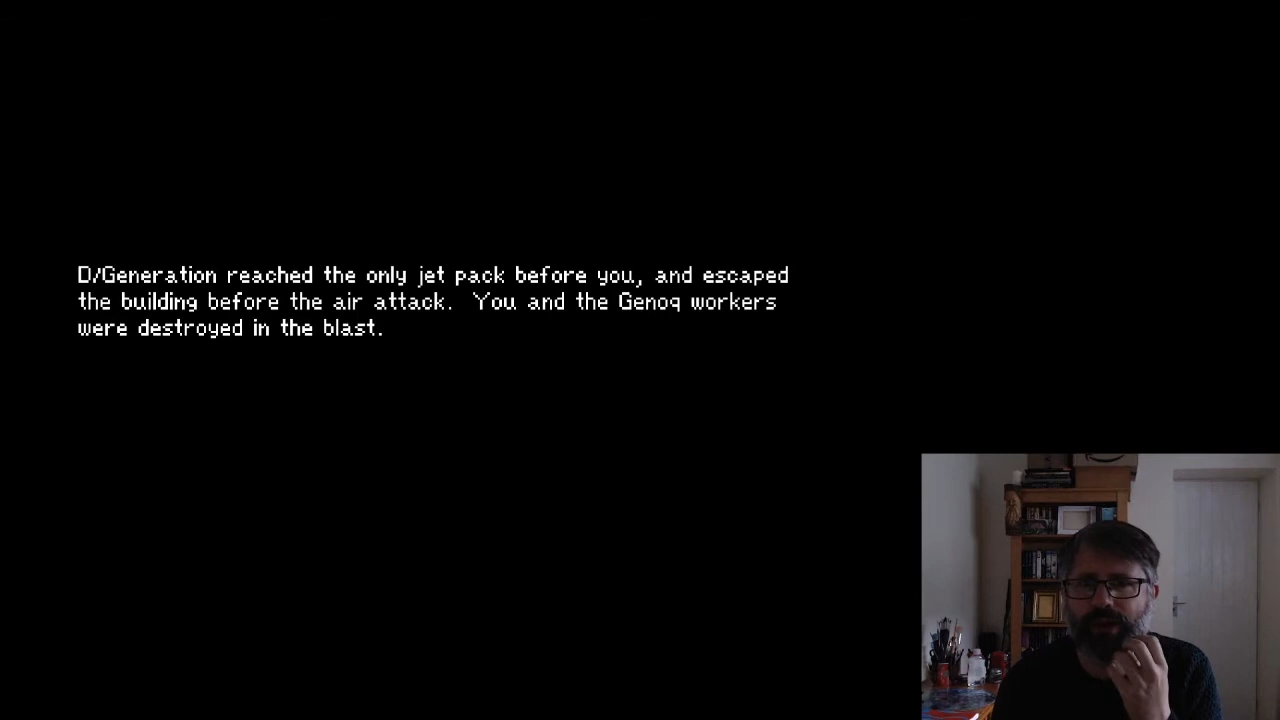 D/Generation reached the only jet pack before you, and escaped
the building before the air attack.  You and the Genoq workers
were destroyed in the blast.